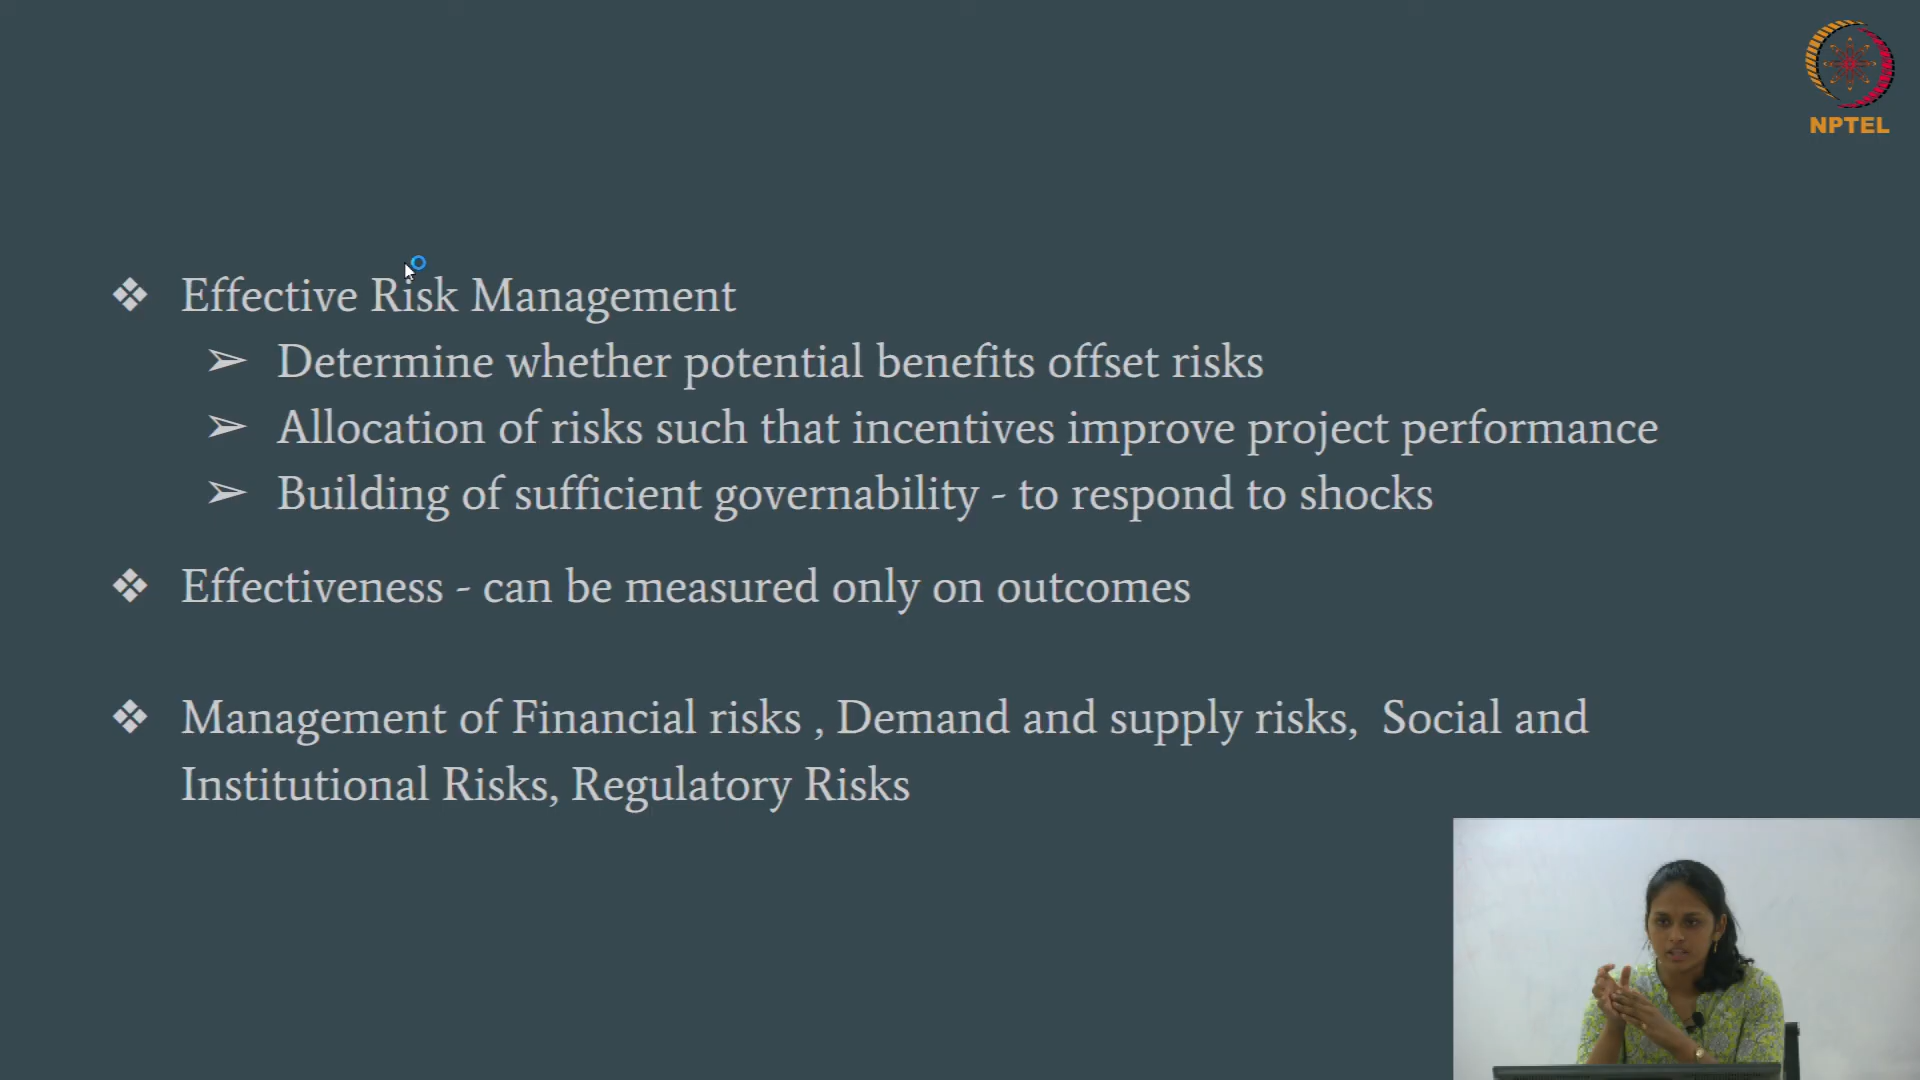 NPTEL
❖ Effective Risk Management
➢ Determine whether potential benefits offset risks
➢ Allocation of risks such that incentives improve project performance
➢ Building of sufficient governability - to respond to shocks
❖ Effectiveness - can be measured only on outcomes
❖ Management of Financial risks , Demand and supply risks,  Social and
Institutional Risks, Regulatory Risks